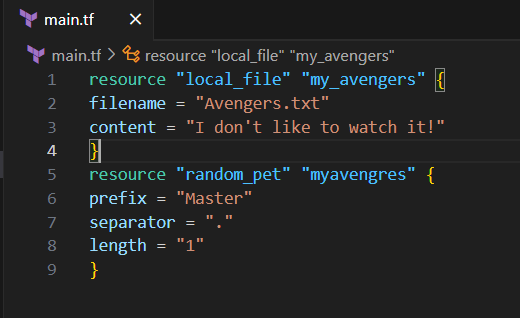 main.tf
main.tf > resource "local_file" "my_avengers"
1 resource "local_file" "my_avengers" {
2 filename = "Avengers.txt"
3 content = "I don't like to watch it!"
4 }
5 resource "random_pet" "myavengres" {
6 prefix = "Master"
7 separator = "."
8 length = "1"
9 }